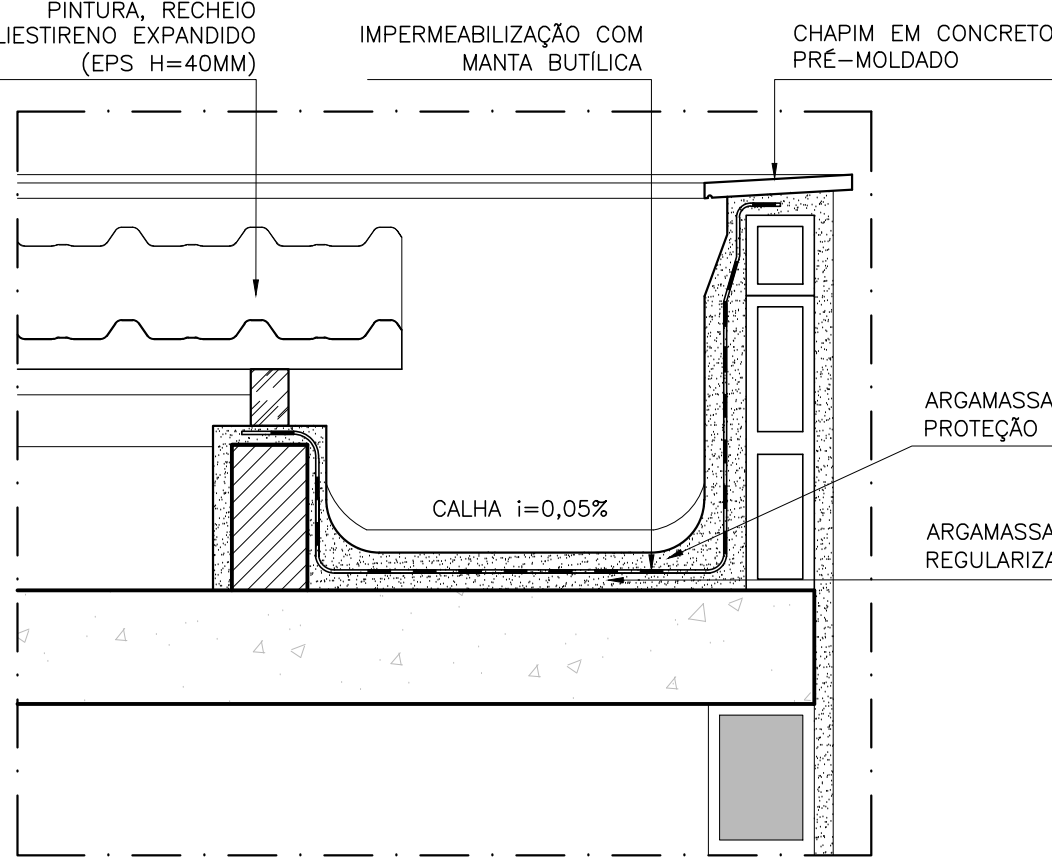 PINTURA, RECHEIO
LIESTIRENO EXPANDIDO
(EPS H=40MM)
IMPERMEABILIZAÇÃO COM
MANTA BUTÍLICA
CHAPIM EM CONCRETO
PRÉ-MOLDADO
ARGAMASSA
PROTEÇÃO
CALHA i=0,05%
ARGAMASSA
REGULARIZA